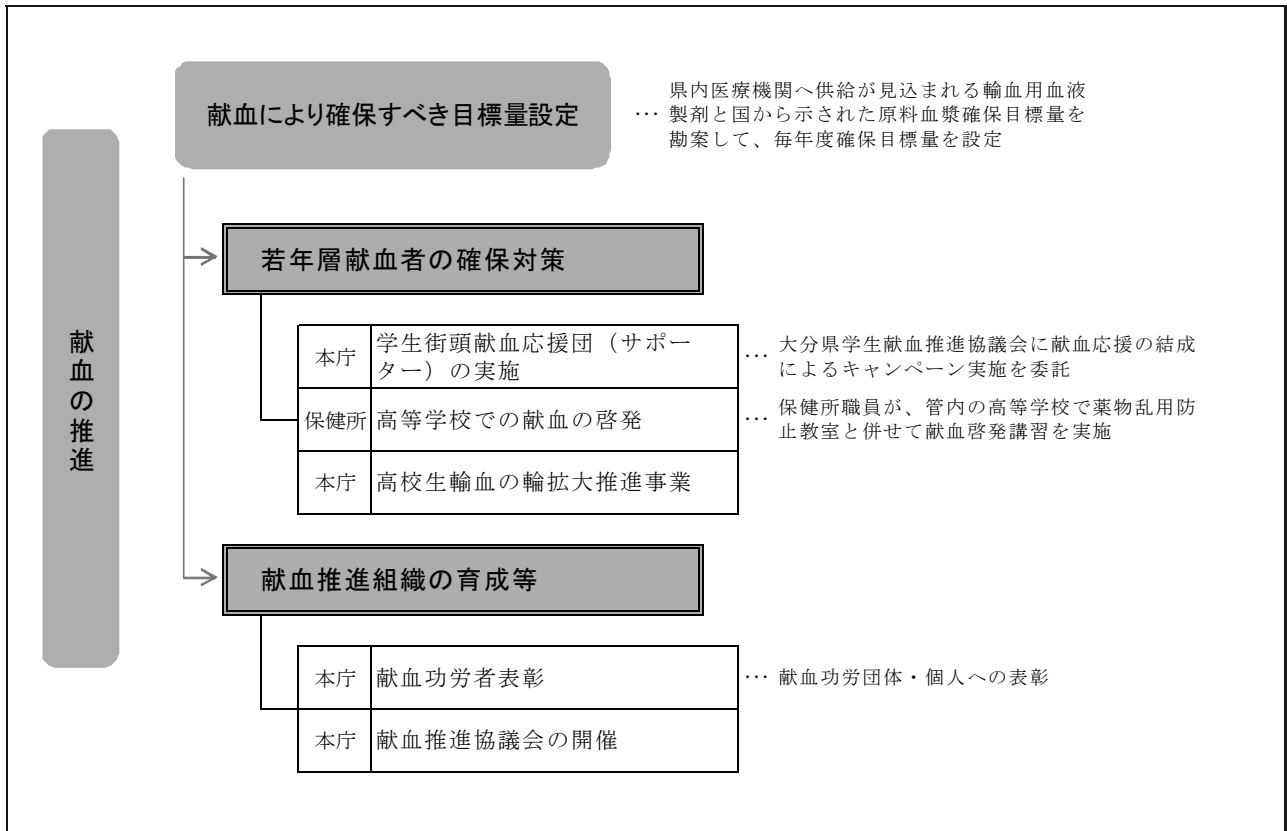 献血の推進
献血により確保すべき目標量設定
県内医療機関へ供給が見込まれる輸血用血液
… 製剤と国から示された原料血漿確保目標量を
勘案して、毎年度確保目標量を設定
若年層献血者の確保対策
本庁
学生街頭献血応援団（サポー
ター）の実施
… 大分県学生献血推進協議会に献血応援の結成
によるキャンペーン実施を委託
保健所
高等学校での献血の啓発
… 保健所職員が、管内の高等学校で薬物乱用防
止教室と併せて献血啓発講習を実施
本庁
高校生輸血の輪拡大推進事業
献血推進組織の育成等
本庁
献血功労者表彰
… 献血功労団体・個人への表彰
本庁
献血推進協議会の開催